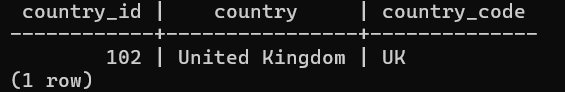 country_id |    country     | country_code
------------+----------------+--------------
        102 | United Kingdom | UK
(1 row)